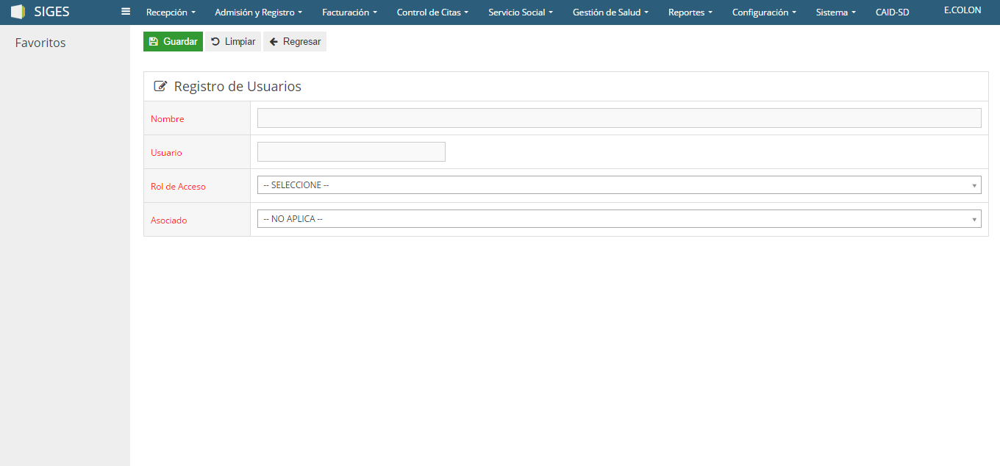 SIGES
Recepción Admisión y Registro Facturación Control de Citas Servicio Social Gestión de Salud Reportes Configuración Sistema CAID-SD E.COLON
Favoritos
Guardar Limpiar Regresar
Registro de Usuarios
Nombre
Usuario
Rol de Acceso -- SELECCIONE --
Asociado -- NO APLICA --